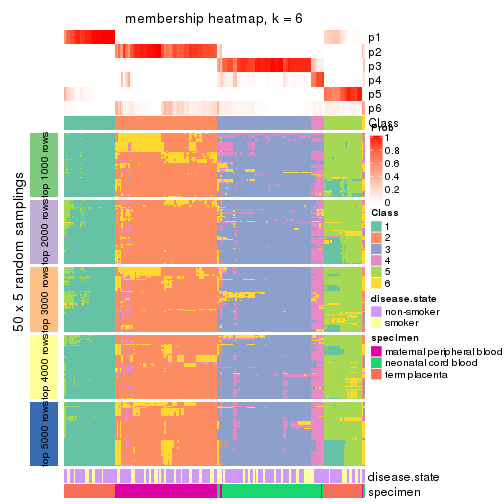 membership heatmap, k = 6
p1
p2
p3
p4
p5
p6
Class
Prob
1
0.8
0.6
0.4
0.2
0
Class
1
2
3
4
5
6
disease.state
non-smoker
smoker
specimen
maternal peripheral blood
neonatal cord blood
term placenta
50 x 5 random samplings
top 1000 rows
top 2000 rows
top 3000 rows
top 4000 rows
top 5000 rows
disease.state
specimen